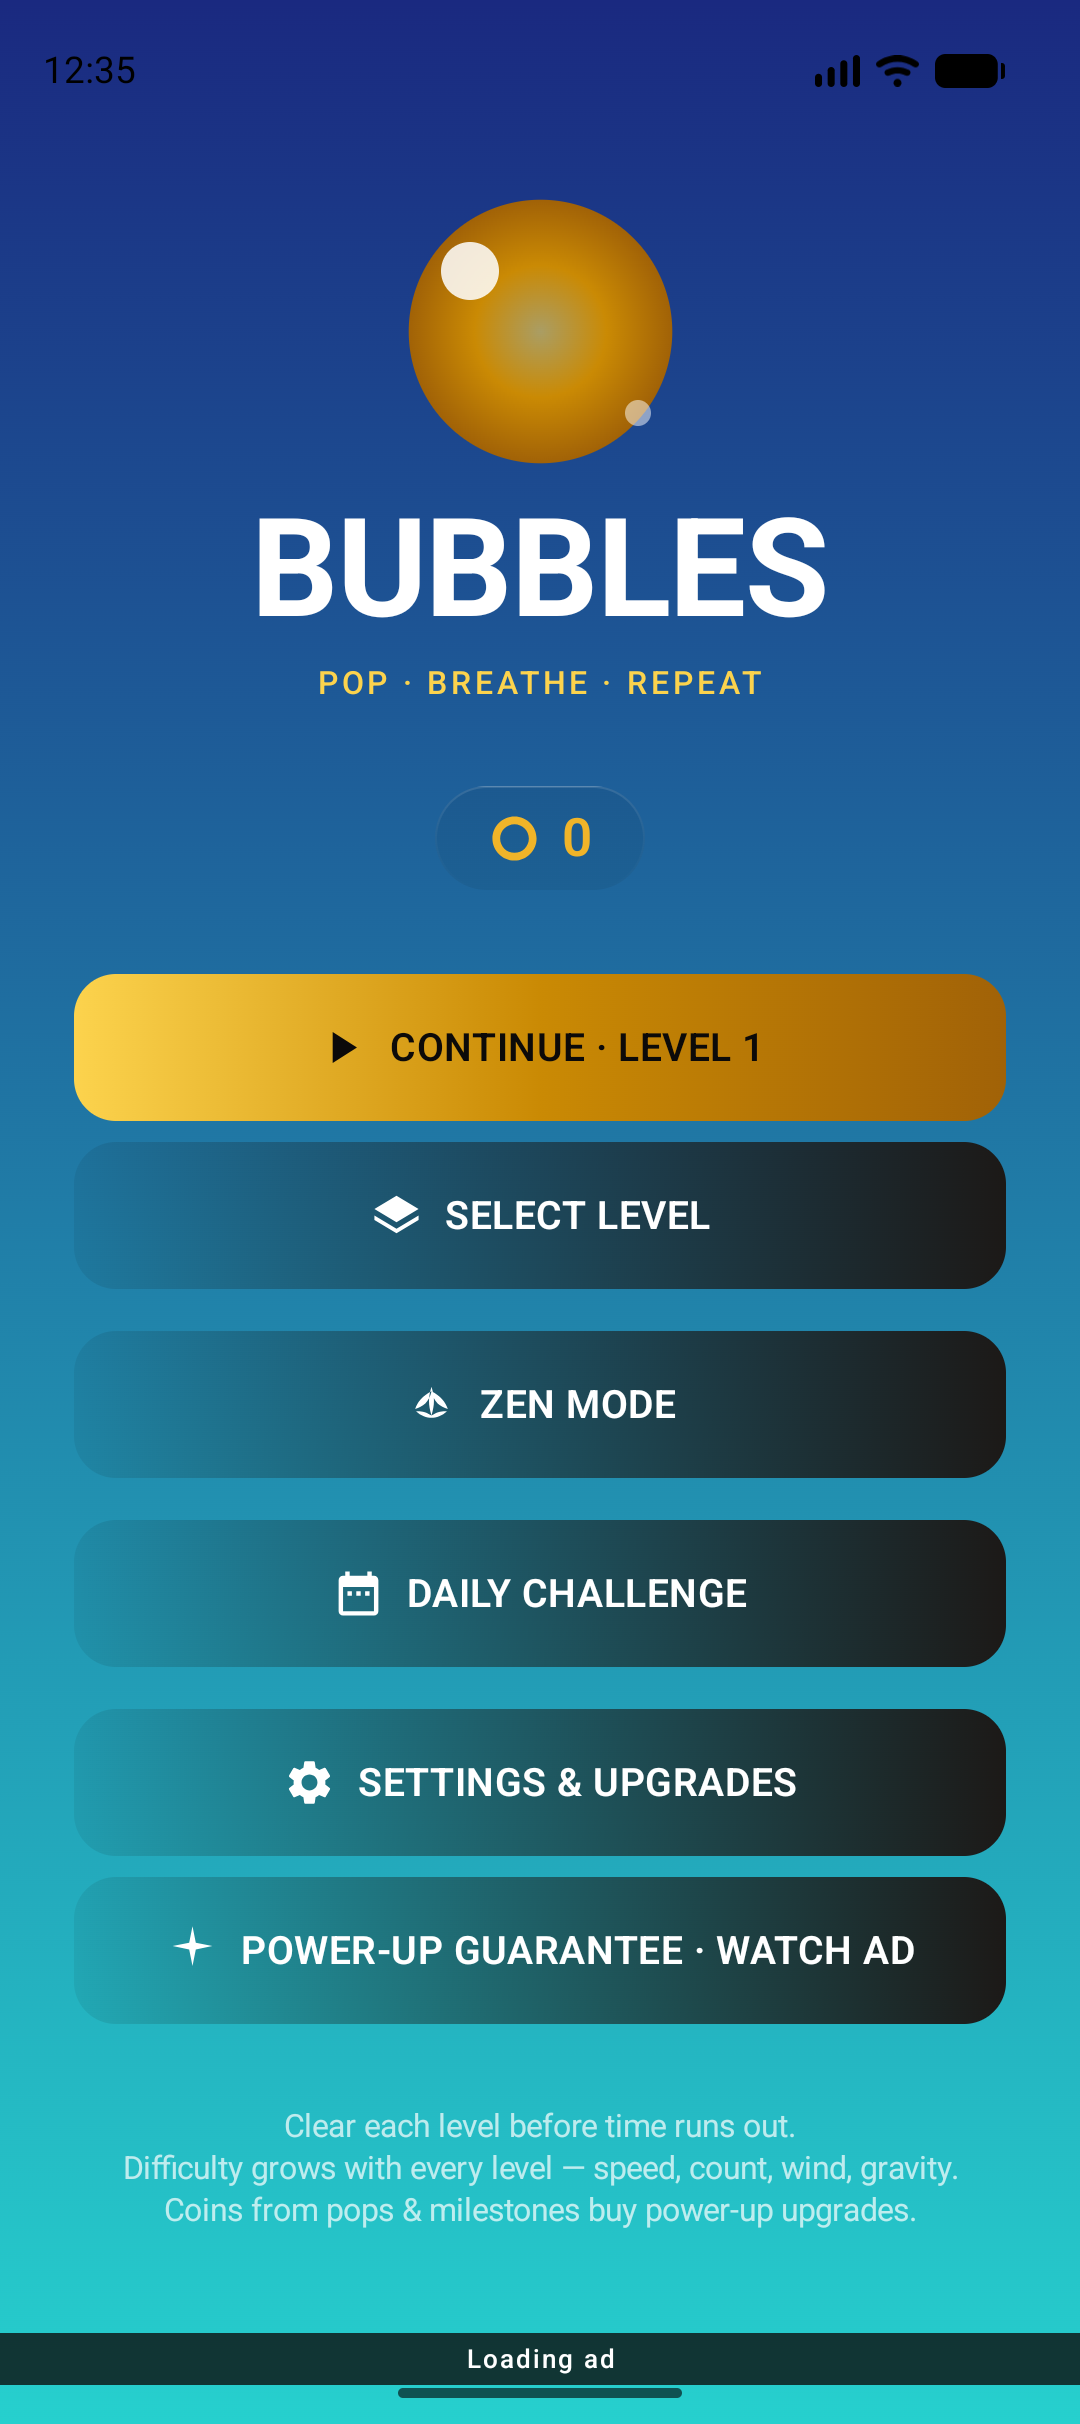 12:35
BUBBLES
POP · BREATHE · REPEAT
0
CONTINUE · LEVEL 1
SELECT LEVEL
ZEN MODE
DAILY CHALLENGE
SETTINGS & UPGRADES
POWER-UP GUARANTEE · WATCH AD
Clear each level before time runs out.
Difficulty grows with every level — speed, count, wind, gravity.
Coins from pops & milestones buy power-up upgrades.
Loading ad